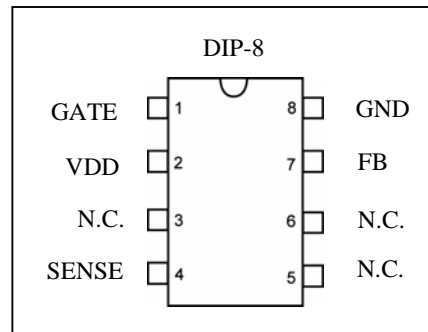 DIP-8
GATE 1 8 GND
VDD 2 7 FB
N.C. 3 6 N.C.
SENSE 4 5 N.C.